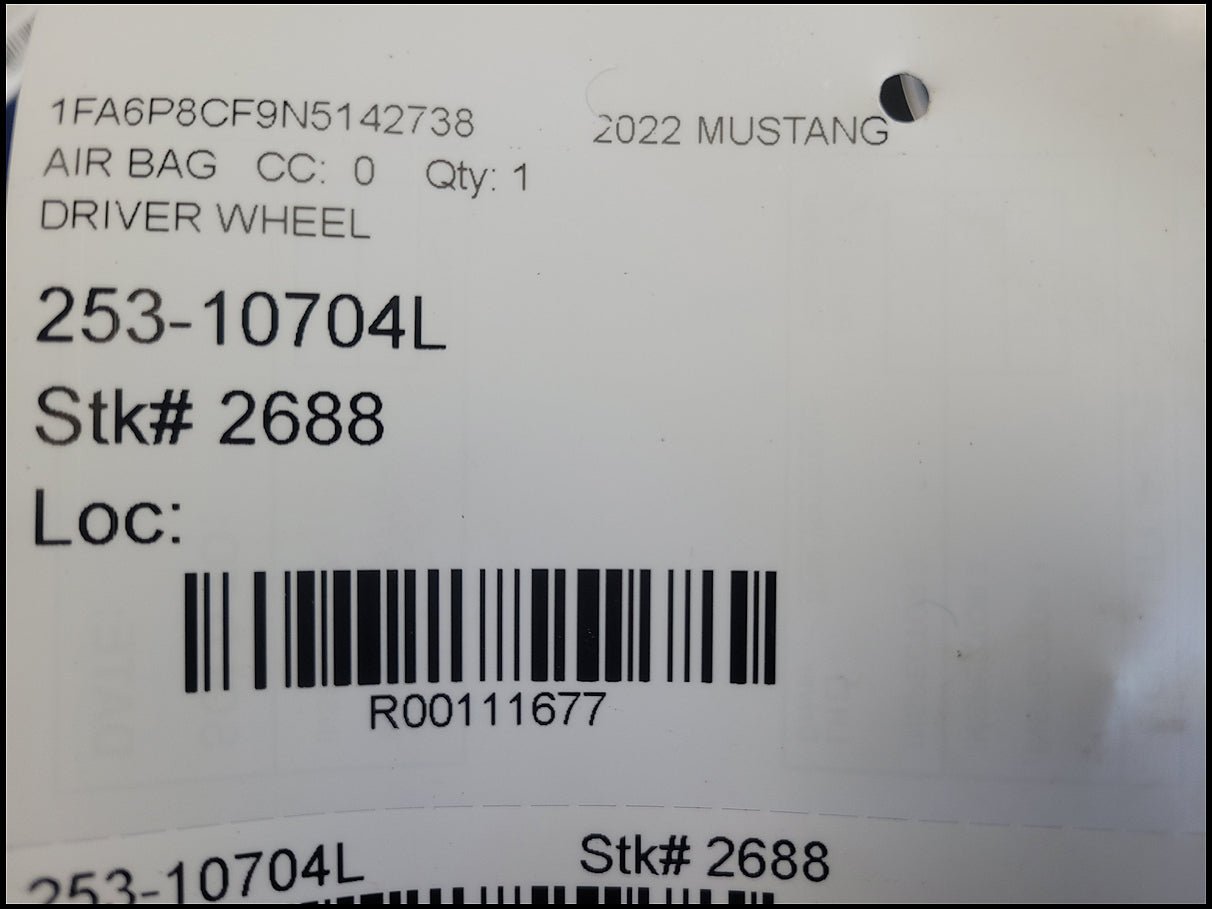 1FA6P8CF9N5142738 2022 MUSTANG
AIR BAG CC: 0 Qty: 1
DRIVER WHEEL
253-10704L
Stk# 2688
Loc:
R00111677
253-10704L Stk# 2688